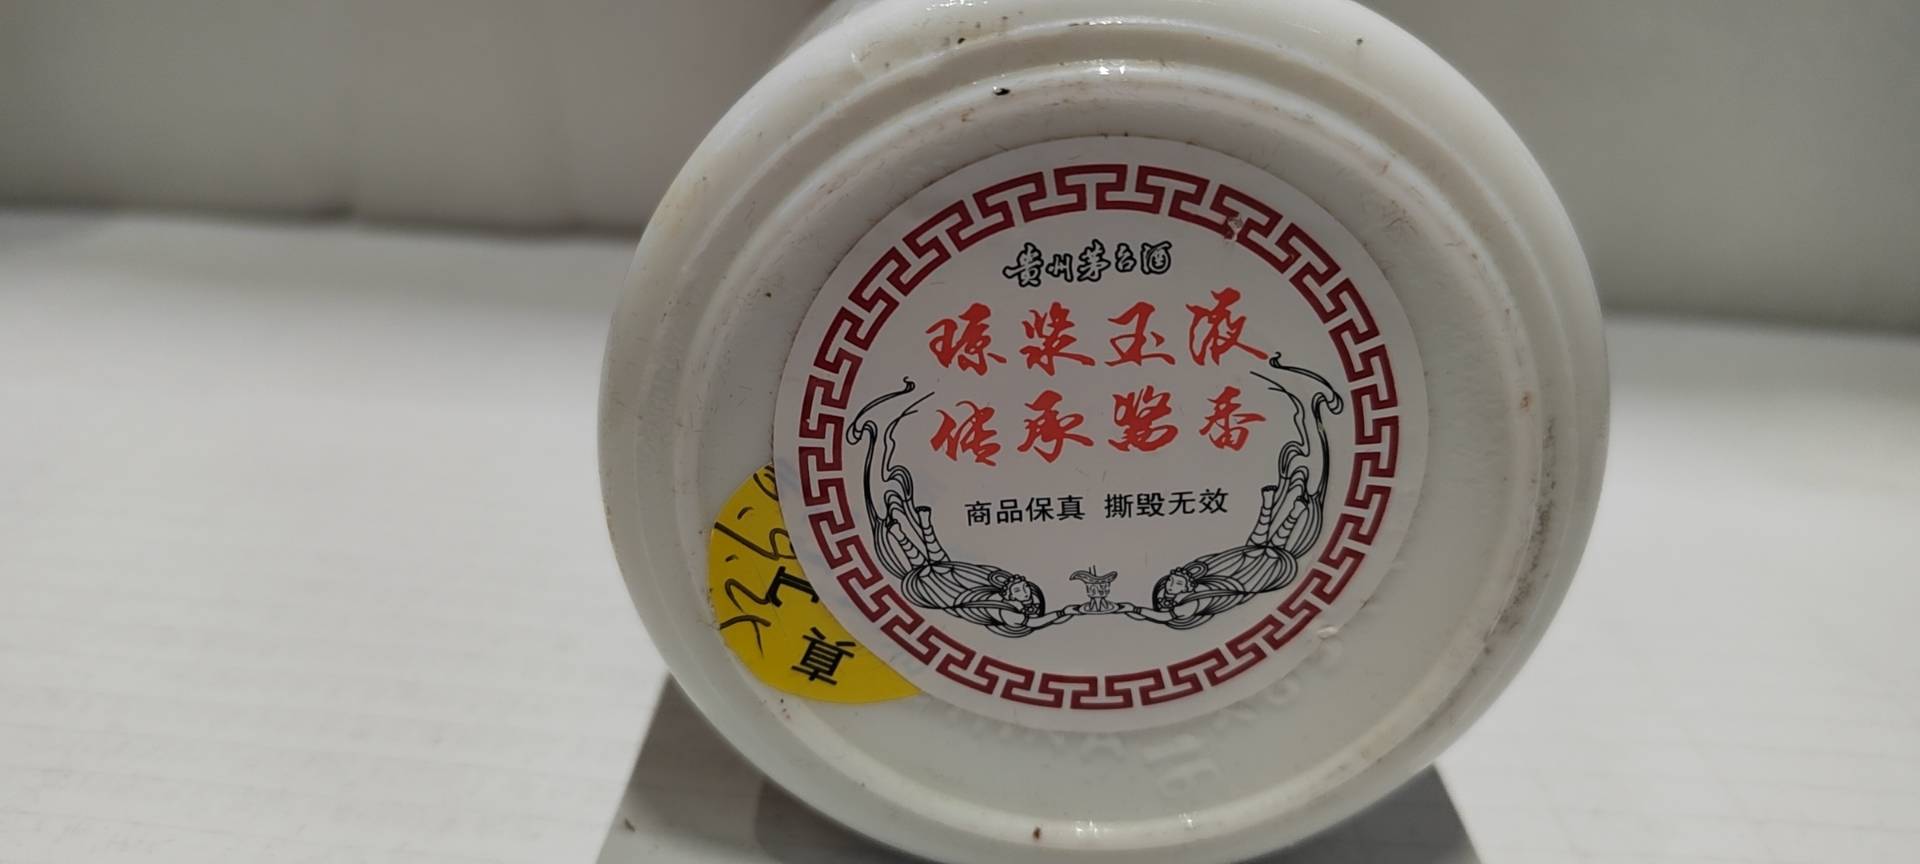 贵州茅台酒
琼浆玉液
传承酱香
商品保真 撕毁无效
真
16